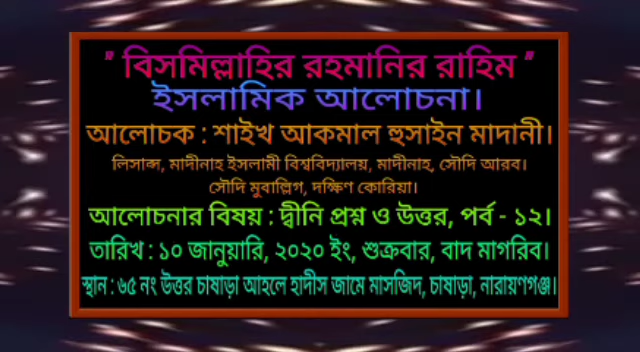 " বিসমিল্লাহির রহমানির রাহিম "
ইসলামিক আলোচনা।
আলোচক : শাইখ আকমাল হুসাইন মাদানী।
লিসান্স, মাদীনাহ ইসলামী বিশ্ববিদ্যালয়, মাদীনাহ, সৌদি আরব।
সৌদি মুবাল্লিগ, দক্ষিণ কোরিয়া।
আলোচনার বিষয় : দ্বীনি প্রশ্ন ও উত্তর, পর্ব - ১২।
তারিখ : ১০ জানুয়ারি, ২০২০ ইং, শুক্রবার, বাদ মাগরিব।
স্থান : ৬৫ নং উত্তর চাষাড়া আহলে হাদীস জামে মাসজিদ, চাষাড়া, নারায়ণগঞ্জ।